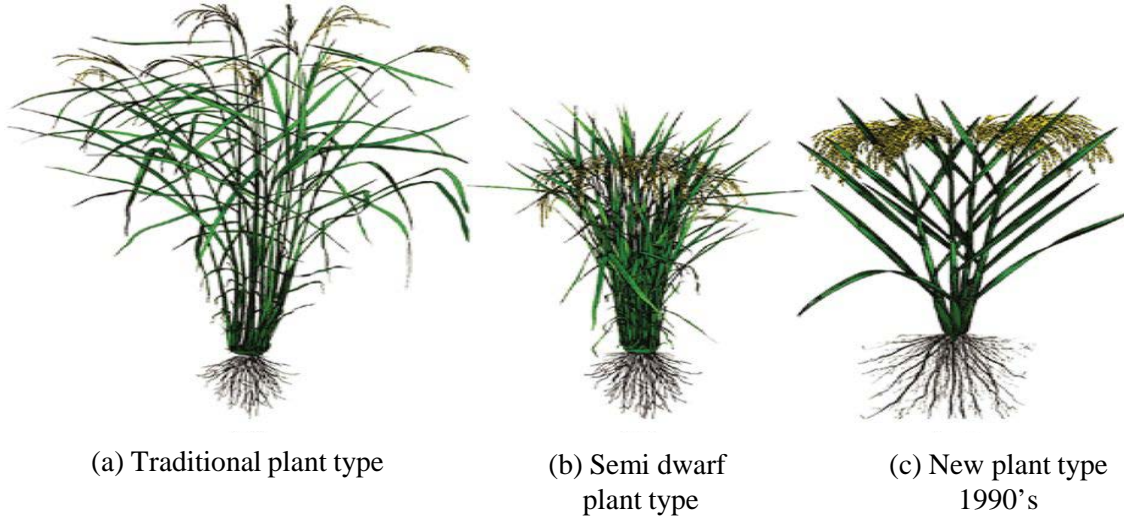 (a) Traditional plant type
(b) Semi dwarf
plant type
(c) New plant type
1990’s